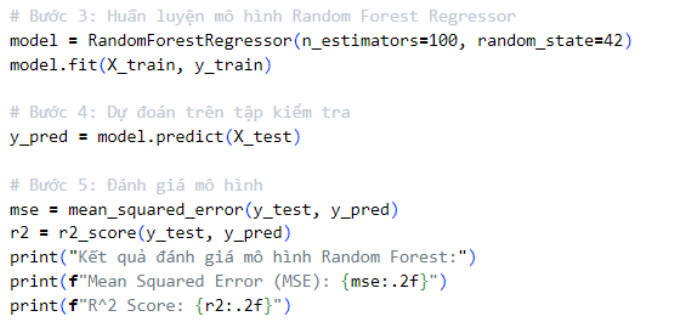 # Bước 3: Huấn luyện mô hình Random Forest Regressor
model = RandomForestRegressor(n_estimators=100, random_state=42)
model.fit(X_train, y_train)
# Bước 4: Dự đoán trên tập kiểm tra
y_pred = model.predict(X_test)
# Bước 5: Đánh giá mô hình
mse = mean_squared_error(y_test, y_pred)
r2 = r2_score(y_test, y_pred)
print("Kết quả đánh giá mô hình Random Forest:")
print(f"Mean Squared Error (MSE): {mse:.2f}")
print(f"R^2 Score: {r2:.2f}")